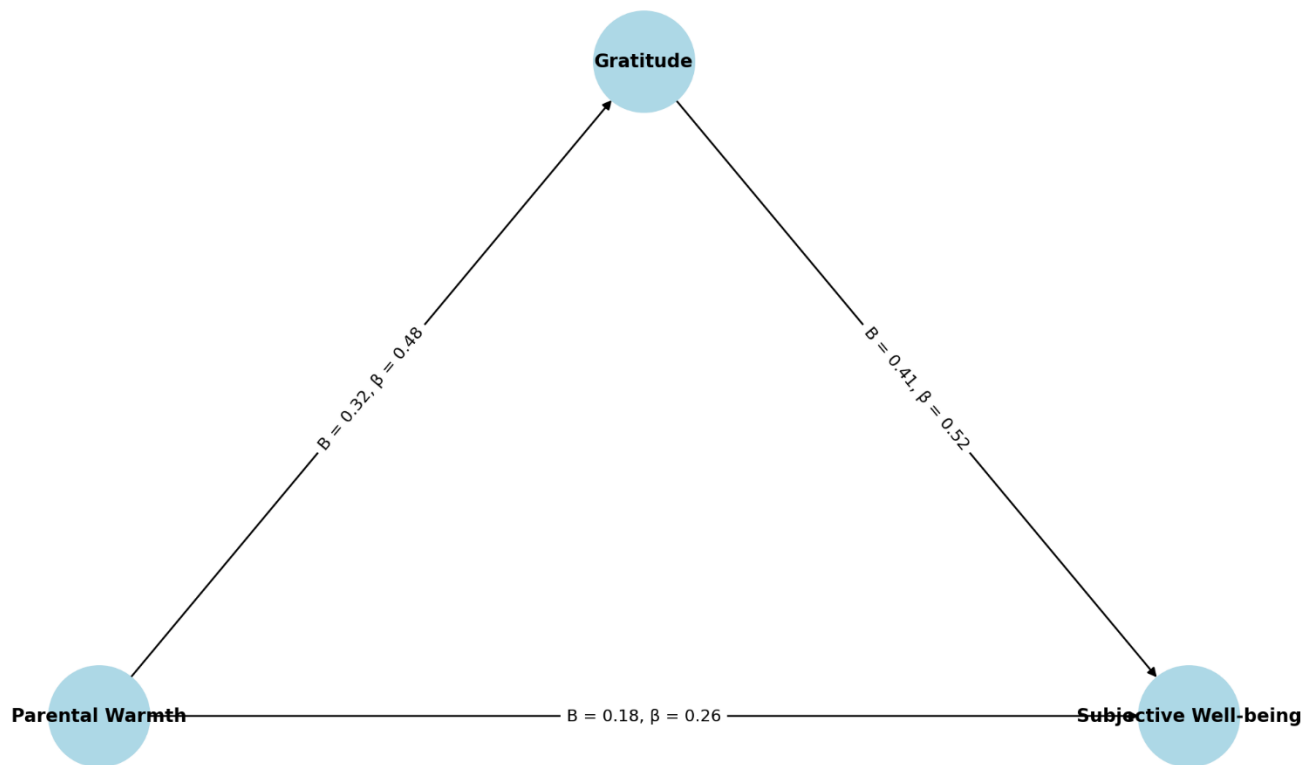 Gratitude
B = 0.32, β = 0.48
B = 0.41, β = 0.52
Parental Warmth
B = 0.18, β = 0.26
Subjective Well-being